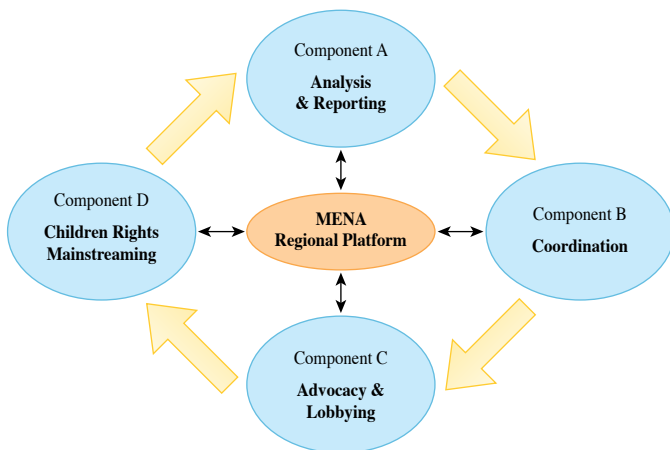 Component A
Analysis
& Reporting
Component D
Children Rights
Mainstreaming
MENA
Regional Platform
Component B
Coordination
Component C
Advocacy &
Lobbying